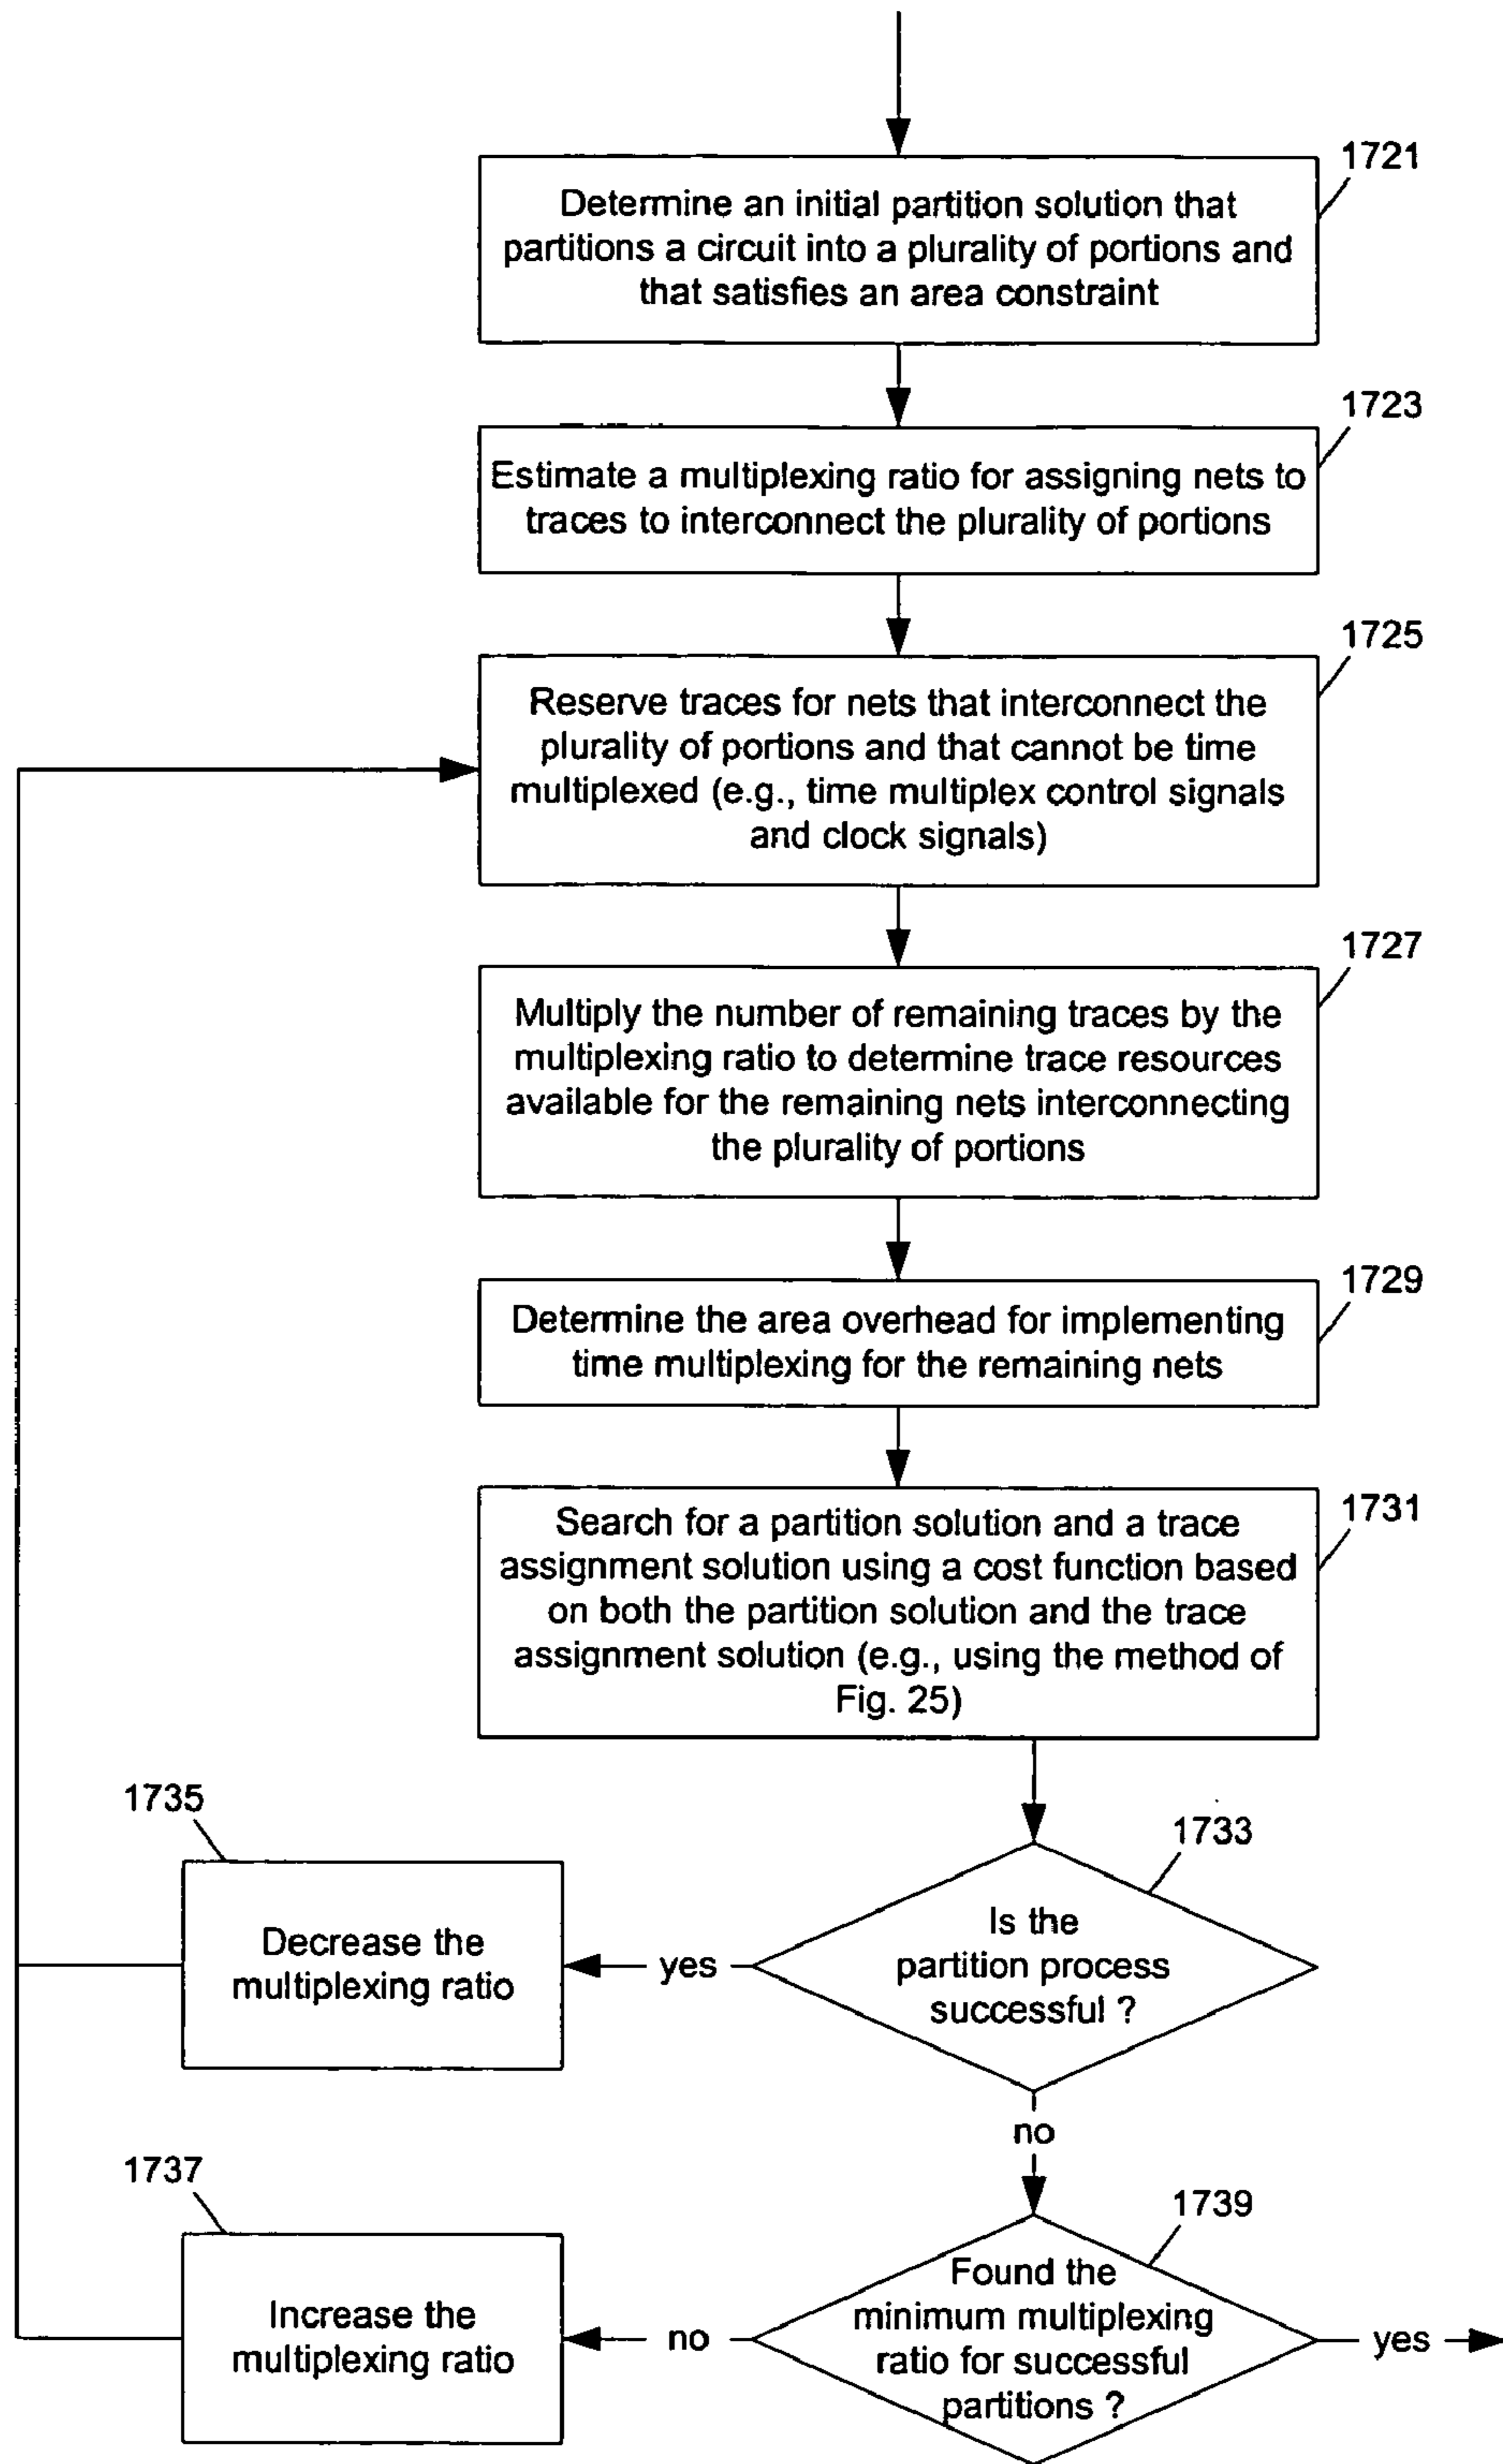 1721
Determine an initial partition solution that
partitions a circuit into a plurality of portions and
that satisfies an area constraint
1723
Estimate a multiplexing ratio for assigning nets to
traces to interconnect the plurality of portions
1725
Reserve traces for nets that interconnect the
plurality of portions and that cannot be time
multiplexed (e.g., time multiplex control signals
and clock signals)
1727
Multiply the number of remaining traces by the
multiplexing ratio to determine trace resources
available for the remaining nets interconnecting
the plurality of portions
1729
Determine the area overhead for implementing
time multiplexing for the remaining nets
1731
Search for a partition solution and a trace
assignment solution using a cost function based
on both the partition solution and the trace
assignment solution (e.g., using the method of
Fig. 25)
1733
Is the
partition process
successful ?
yes
1735
Decrease the
multiplexing ratio
no
1739
Found the
minimum multiplexing
ratio for successful
partitions ?
yes
no
1737
Increase the
multiplexing ratio